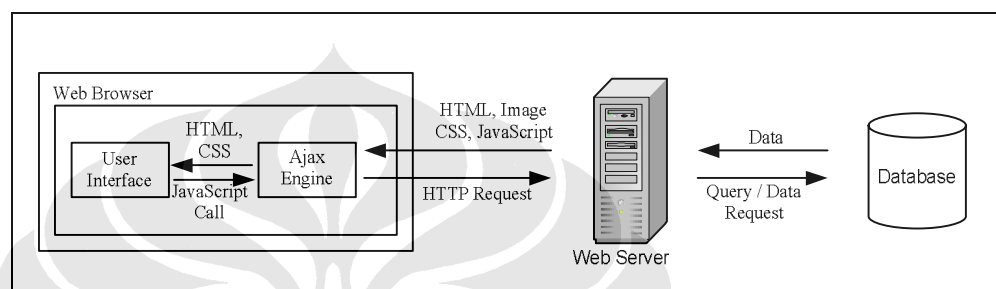 Web Browser
User
Interface
HTML,
CSS
JavaScript
Call
Ajax
Engine
HTML, Image
CSS, JavaScript
HTTP Request
Web Server
Data
Query / Data
Request
Database